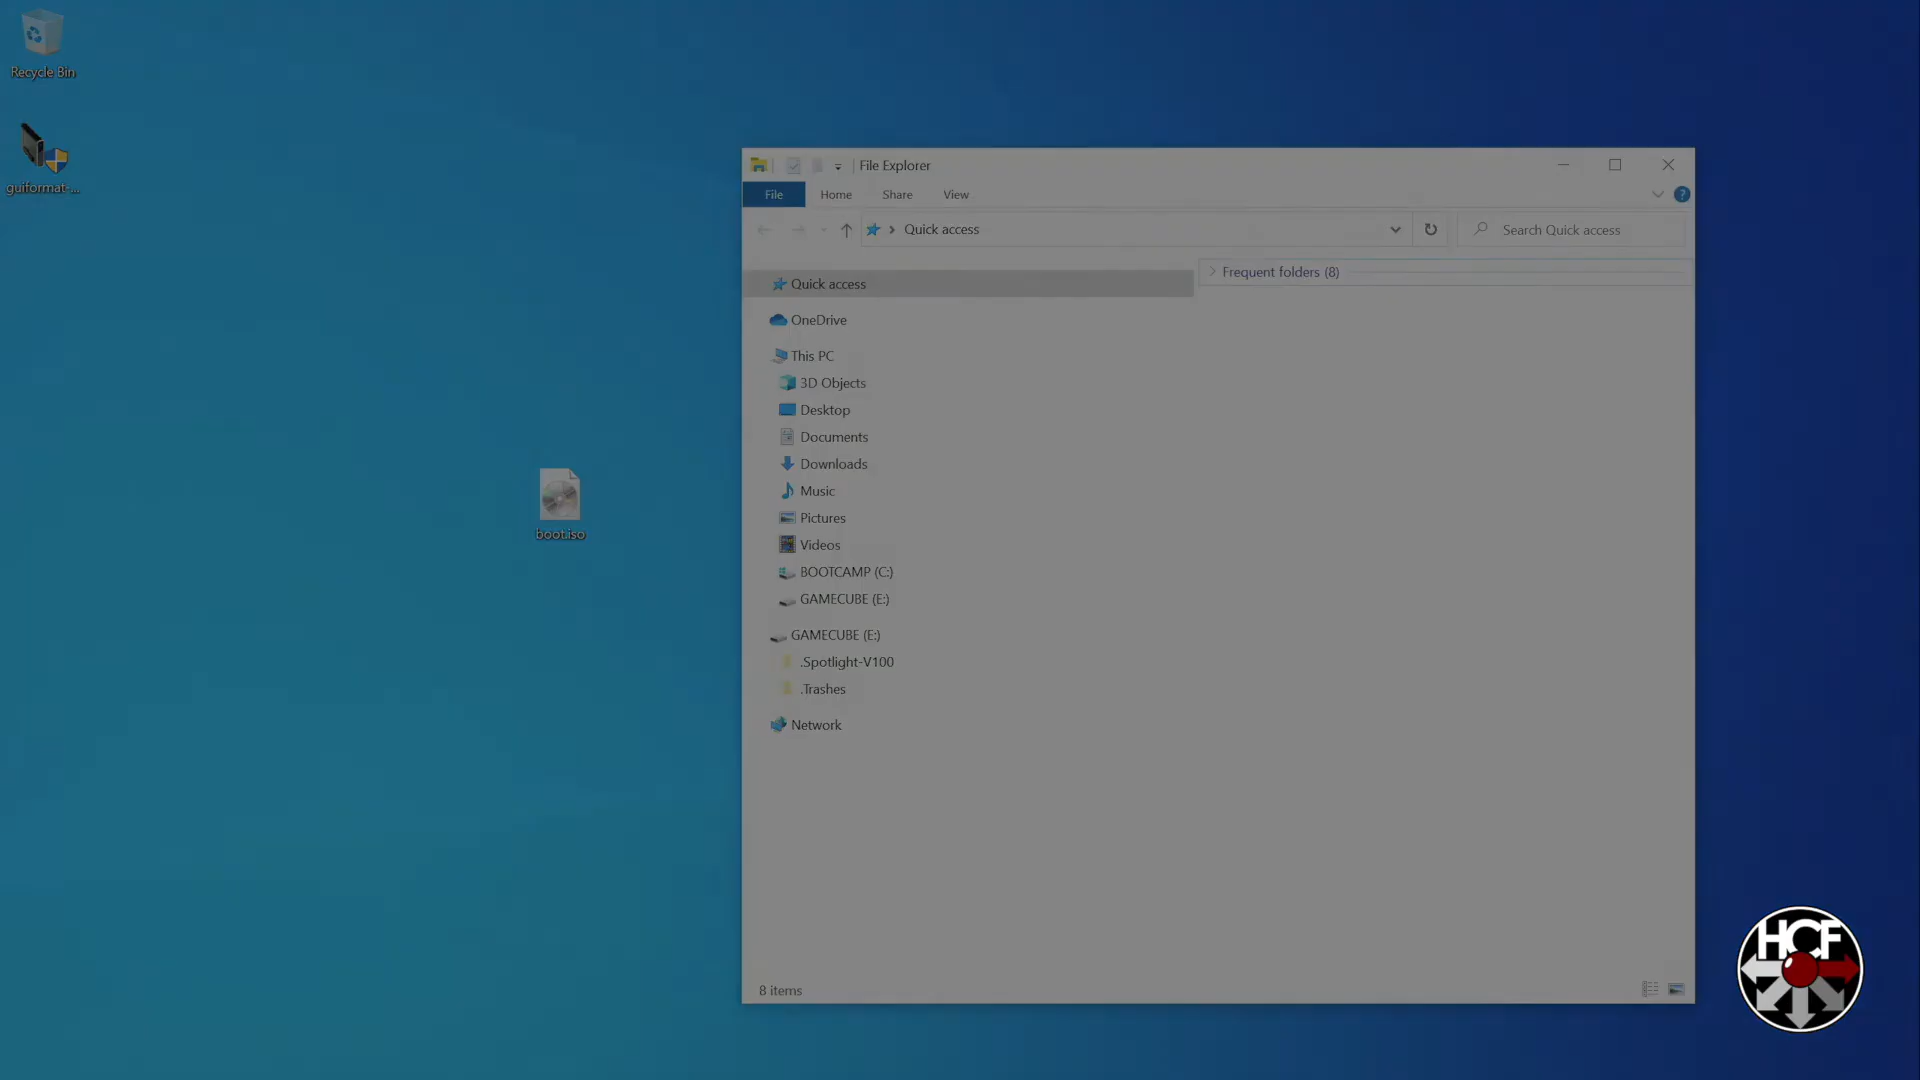 Recycle Bin
guiformat-...
boot.iso
File Explorer
File
Home
Share
View
?
Quick access
Search Quick access
Quick access
OneDrive
This PC
3D Objects
Desktop
Documents
Downloads
Music
Pictures
Videos
BOOTCAMP (C:)
GAMECUBE (E:)
GAMECUBE (E:)
.Spotlight-V100
.Trashes
Network
Frequent folders (8)
8 items
HCF